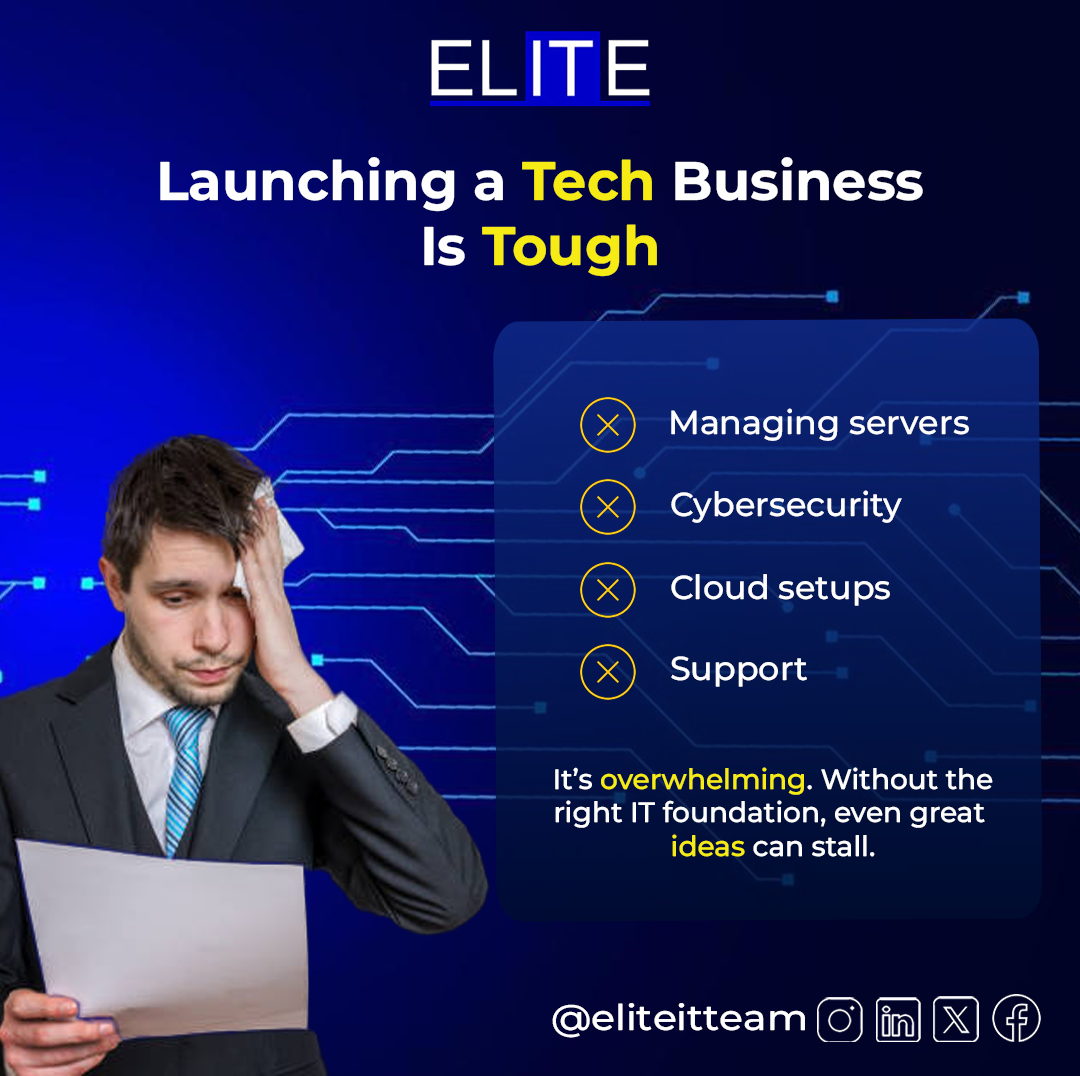 ELITE
Launching a Tech Business
Is Tough
Managing servers
Cybersecurity
Cloud setups
Support
It’s overwhelming. Without the
right IT foundation, even great
ideas can stall.
@eliteitteam